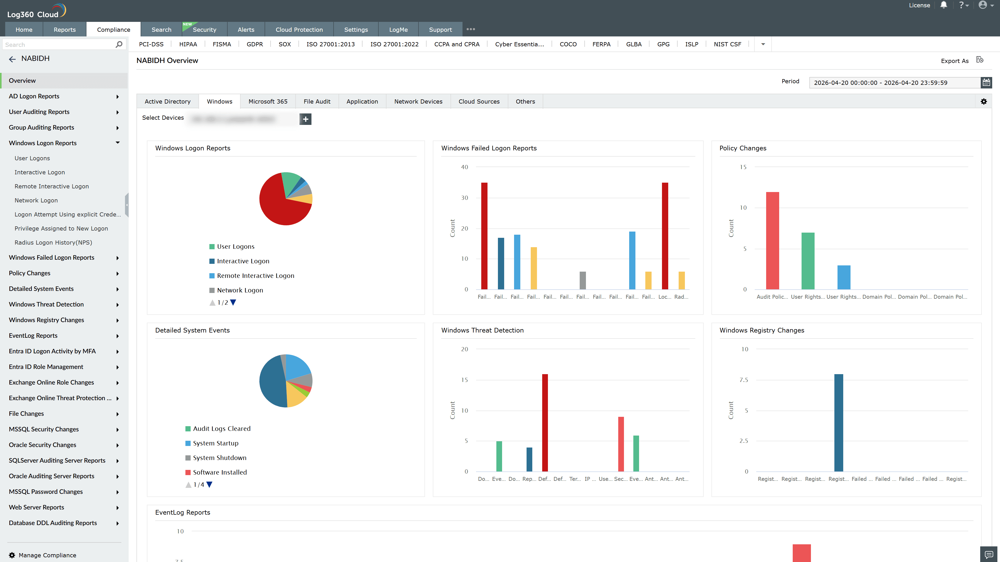 License
Log360 Cloud
Home
Reports
Compliance
Search
NEW
Security
Alerts
Cloud Protection
Settings
LogMe
Support
Search
PCI-DSS
HIPAA
FISMA
GDPR
SOX
ISO 27001:2013
ISO 27001:2022
CCPA and CPRA
Cyber Essentia...
COCO
FERPA
GLBA
GPG
ISLP
NIST CSF
NABIDH
Overview
AD Logon Reports
User Auditing Reports
Group Auditing Reports
Windows Logon Reports
User Logons
Interactive Logon
Remote Interactive Logon
Network Logon
Logon Attempt Using explicit Crede...
Privilege Assigned to New Logon
Radius Logon History(NPS)
Windows Failed Logon Reports
Policy Changes
Detailed System Events
Windows Threat Detection
Windows Registry Changes
EventLog Reports
Entra ID Logon Activity by MFA
Entra ID Role Management
Exchange Online Role Changes
Exchange Online Threat Protection ...
File Changes
MSSQL Security Changes
Oracle Security Changes
SQLServer Auditing Server Reports
Oracle Auditing Server Reports
MSSQL Password Changes
Web Server Reports
Database DDL Auditing Reports
Manage Compliance
NABIDH Overview
Export As
Period
2026-04-20 00:00:00 - 2026-04-20 23:59:59
Active Directory
Windows
Microsoft 365
File Audit
Application
Network Devices
Cloud Sources
Others
Select Devices
Windows Logon Reports
User Logons
Interactive Logon
Remote Interactive Logon
Network Logon
1/2
Windows Failed Logon Reports
40
30
20
10
0
Count
Fail... Fail... Fail... Fail... Fail... Fail... Fail... Fail... Fail... Fail... Fail... Loc... Rad...
Policy Changes
15
10
5
0
Count
Audit Polic... User Rights... User Rights... Domain Pol... Domain Pol... Domain Pol...
Detailed System Events
Audit Logs Cleared
System Startup
System Shutdown
Software Installed
1/4
Windows Threat Detection
20
15
10
5
0
Count
Do... Eve... Do... Rep... Def... Def... Ter... IP ... Use... Sec... Eve... Ant... Ant... Ant...
Windows Registry Changes
10
7.5
5
2.5
0
Count
Regist... Regist... Regist... Regist... Failed ... Failed ... Failed ... Failed ... Regist...
EventLog Reports
10
7.5